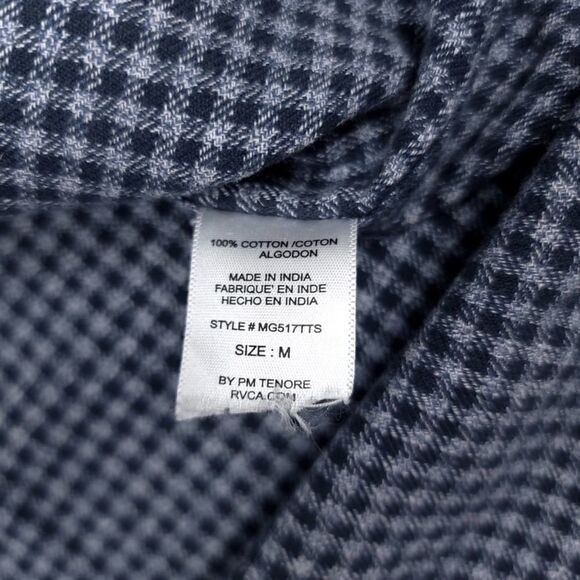 100% COTTON /COTON
ALGODON
MADE IN INDIA
FABRIQUE' EN INDE
HECHO EN INDIA
STYLE # MG517TTS
SIZE : M
BY PM TENORE
RVCA.COM